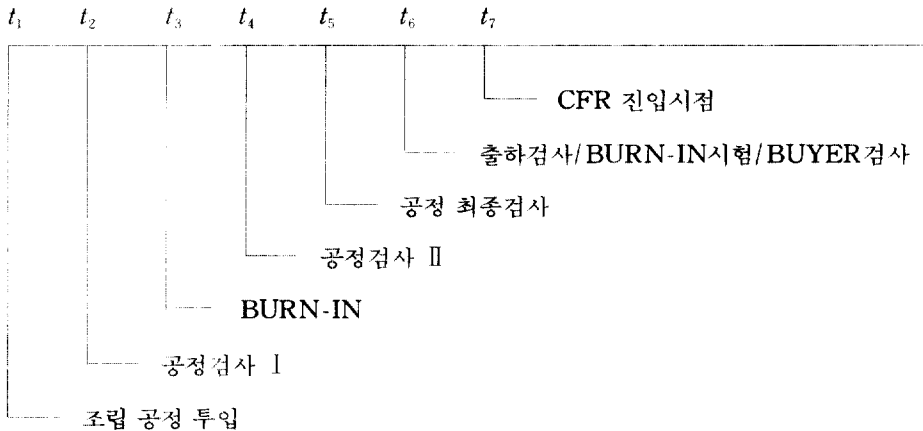 t₁ t₂ t₃ t₄ t₅ t₆ t₇
CFR 진입시점
출하검사/BURN-IN시험/BUYER검사
공정 최종검사
공정검사 Ⅱ
BURN-IN
공정검사 Ⅰ
조립 공정 투입